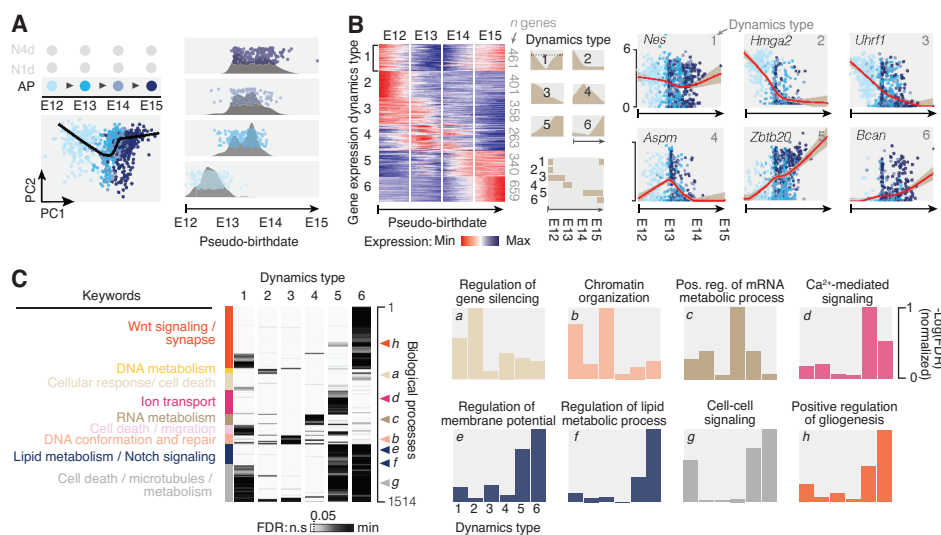 A
N4d
N1d
AP
E12 E13 E14 E15
PC2
PC1
E12 E13 E14 E15
Pseudo-birthdate
B
n genes
E12 E13 E14 E15
Gene expression dynamics type
1
2
3
4
5
6
461
401
358
263
340
659
Pseudo-birthdate
Expression: Min Max
Dynamics type
1 2
3 4
5 6
1
2
3
4
5
6
E12
E13
E14
E15
Dynamics type
6
0
Nes 1
Hmga2 2
Uhrf1 3
Aspm 4
Zbtb20 5
Bcan 6
E12
E13
E14
E15
C
Keywords
Dynamics type
1 2 3 4 5 6
Wnt signaling /
synapse
DNA metabolism
Cellular response/ cell death
Ion transport
RNA metabolism
Cell death / migration
DNA conformation and repair
Lipid metabolism / Notch signaling
Cell death / microtubules /
metabolism
1
h
a
d
c
b
e
f
g
Biological processes
1514
0.05
FDR: n.s min
Regulation of
gene silencing
a
Chromatin
organization
b
Pos. reg. of mRNA
metabolic process
c
Ca²⁺-mediated
signaling
d
1
0
-Log(FDR)
(normalized)
Regulation of
membrane potential
e
Regulation of lipid
metabolic process
f
Cell-cell
signaling
g
Positive regulation
of gliogenesis
h
1 2 3 4 5 6
Dynamics type